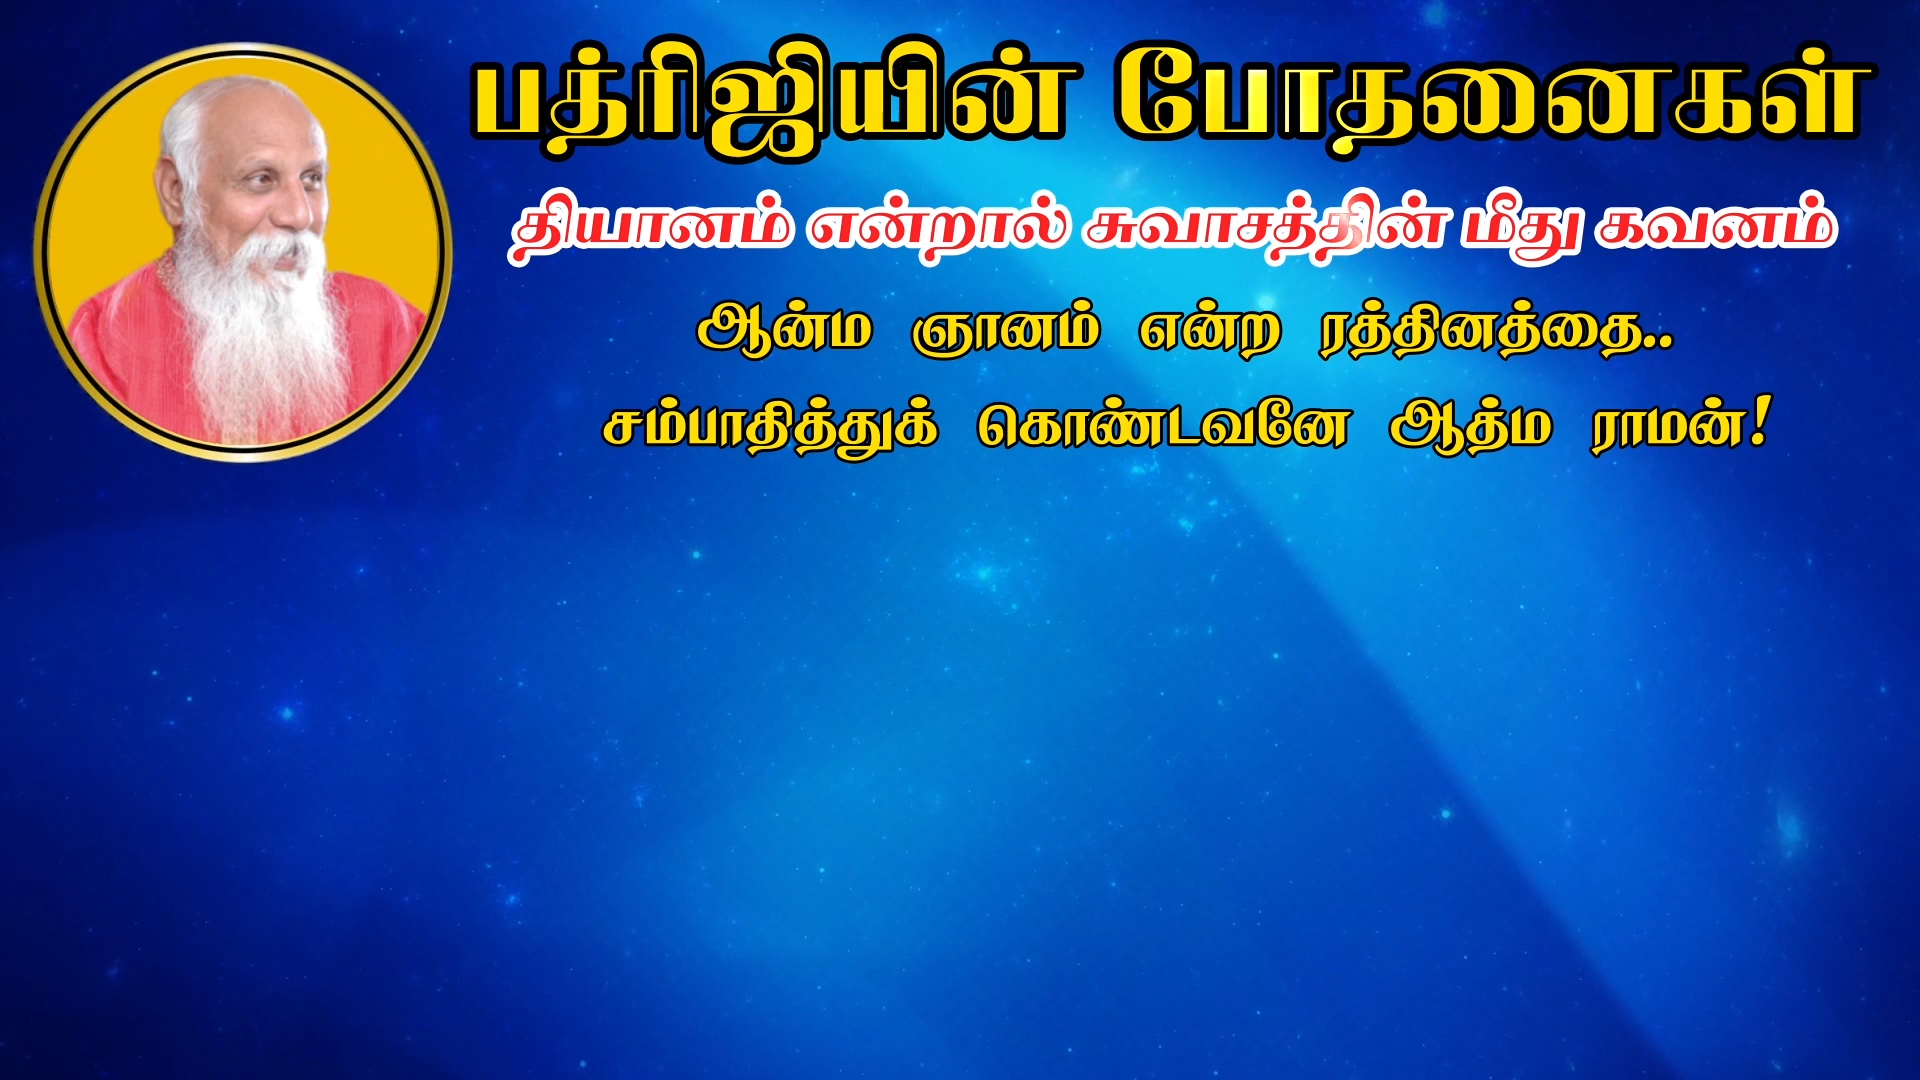 பத்ரிஜியின் போதனைகள்
தியானம் என்றால் சுவாசத்தின் மீது கவனம்
ஆன்ம ஞானம் என்ற ரத்தினத்தை..
சம்பாதித்துக் கொண்டவனே ஆத்ம ராமன்!